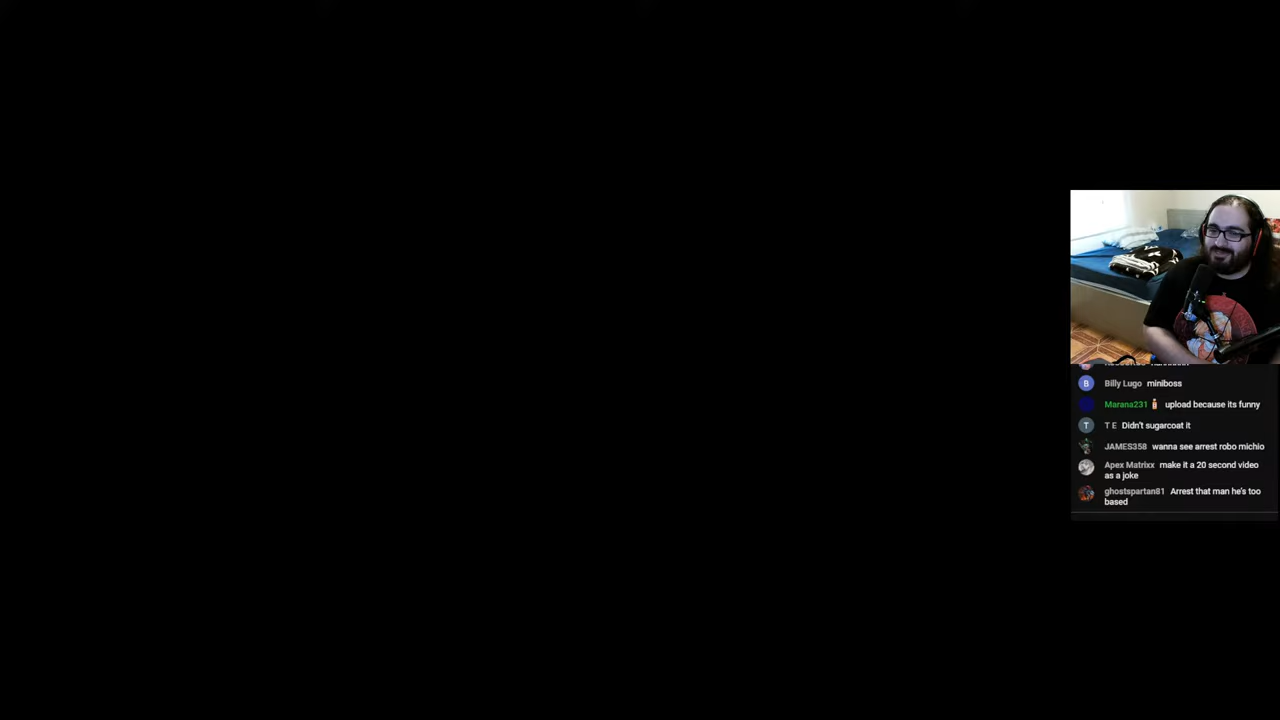 Billy Lugo miniboss
Marana231 upload because its funny
T E Didn't sugarcoat it
JAMES358 wanna see arrest robo michio
Apex Matrixx make it a 20 second video
as a joke
ghostspartan81 Arrest that man he's too
based